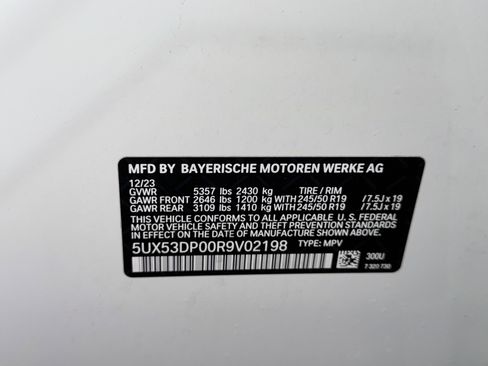 MFD BY BAYERISCHE MOTOREN WERKE AG
12/23
GVWR 5357 lbs 2430 kg TIRE / RIM
GAWR FRONT 2646 lbs 1200 kg 245/50 R19 / 7.5J x 19
GAWR REAR 3109 lbs 1410 kg 245/50 R19 / 7.5J x 19
THIS VEHICLE CONFORMS TO ALL APPLICABLE U.S. FEDERAL
MOTOR VEHICLE SAFETY AND THEFT PREVENTION STANDARDS
IN EFFECT ON THE DATE OF MANUFACTURE SHOWN ABOVE.
5UX53DP00R9V02198 TYPE: MPV
300U
7 320 730